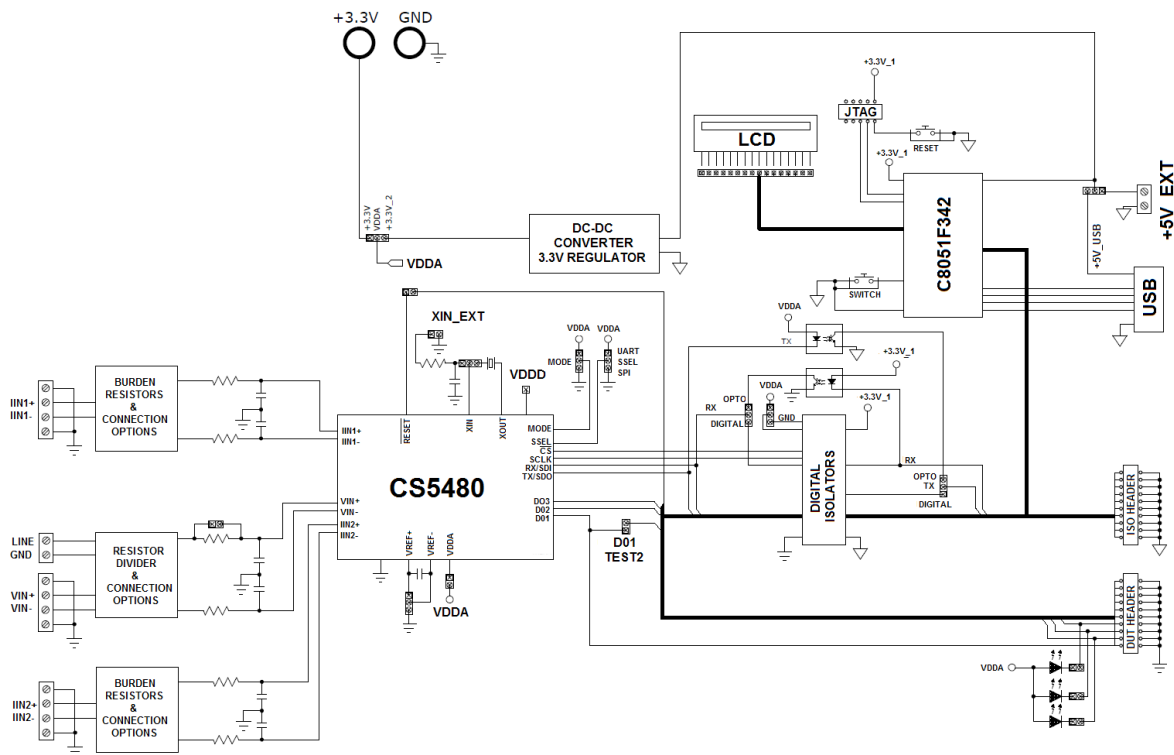 +3.3V GND
+3.3V_1
JTAG
RESET
LCD
+3.3V_1
+5V_EXT
+3.3V
VDDA
+3.3V_2
DC-DC
CONVERTER
3.3V REGULATOR
C8051F342
+5V_USB
VDDA
SWITCH
USB
XIN_EXT
VDDA VDDA
VDDA
TX
MODE
UART
SSEL
SPI
VDDD
+3.3V_1
VDDA
BURDEN
RESISTORS
&
CONNECTION
OPTIONS
IIN1+
IIN1-
OPTO
+3.3V_1
RX
GND
DIGITAL
IIN1+
IIN1-
RESET
XIN
XOUT
MODE
SSEL
CS
SCLK
RX/SDI
TX/SDO
CS5480
DIGITAL
ISOLATORS
RX
OPTO
TX
DIGITAL
VIN+
VIN-
IIN2+
IIN2-
DO3
D02
D01
ISO HEADER
LINE
GND
RESISTOR
DIVIDER
&
CONNECTION
OPTIONS
VREF+
VREF-
VDDA
D01
TEST2
VIN+
VIN-
VDDA
DUT HEADER
VDDA
BURDEN
RESISTORS
&
CONNECTION
OPTIONS
IIN2+
IIN2-